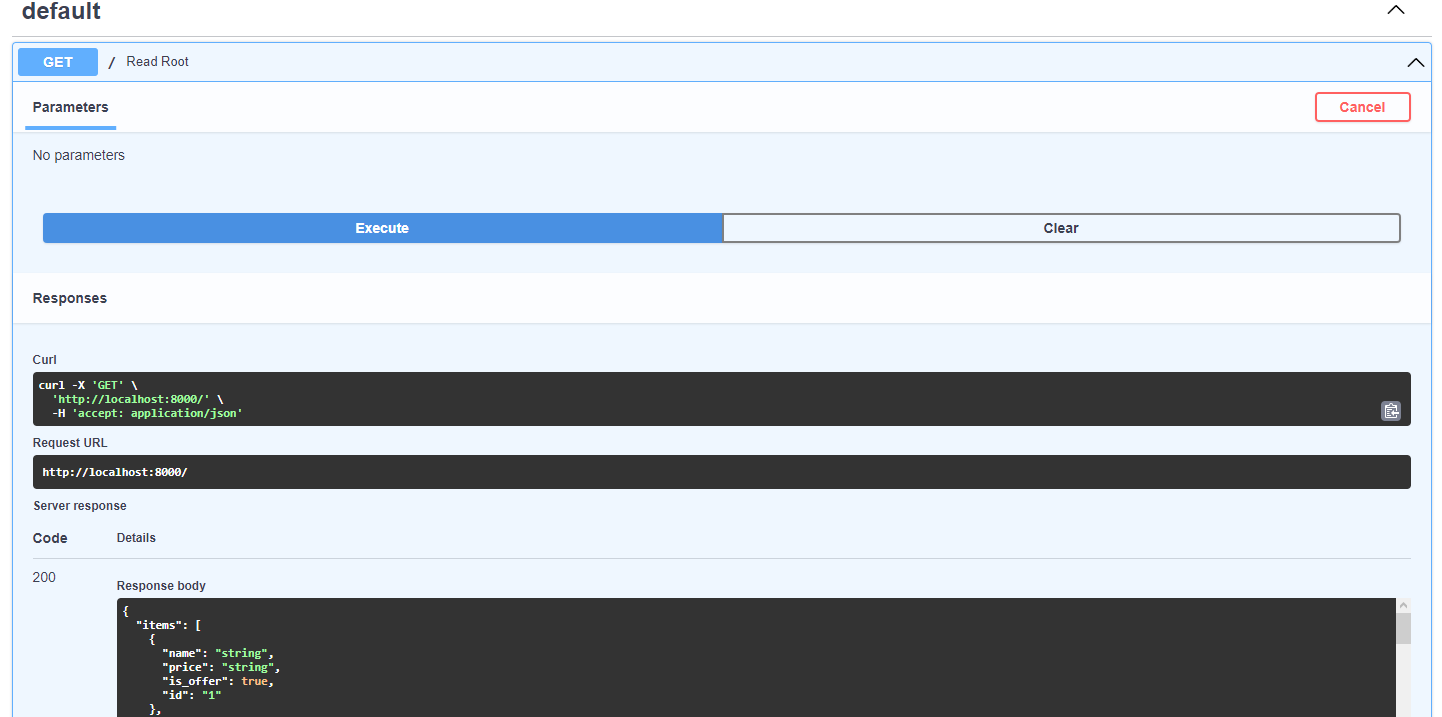 default
GET / Read Root
Parameters Cancel
No parameters
Execute Clear
Responses
Curl
curl -X 'GET' \
'http://localhost:8000/' \
-H 'accept: application/json'
Request URL
http://localhost:8000/
Server response
Code Details
200
Response body
{
"items": [
{
"name": "string",
"price": "string",
"is_offer": true,
"id": "1"
},